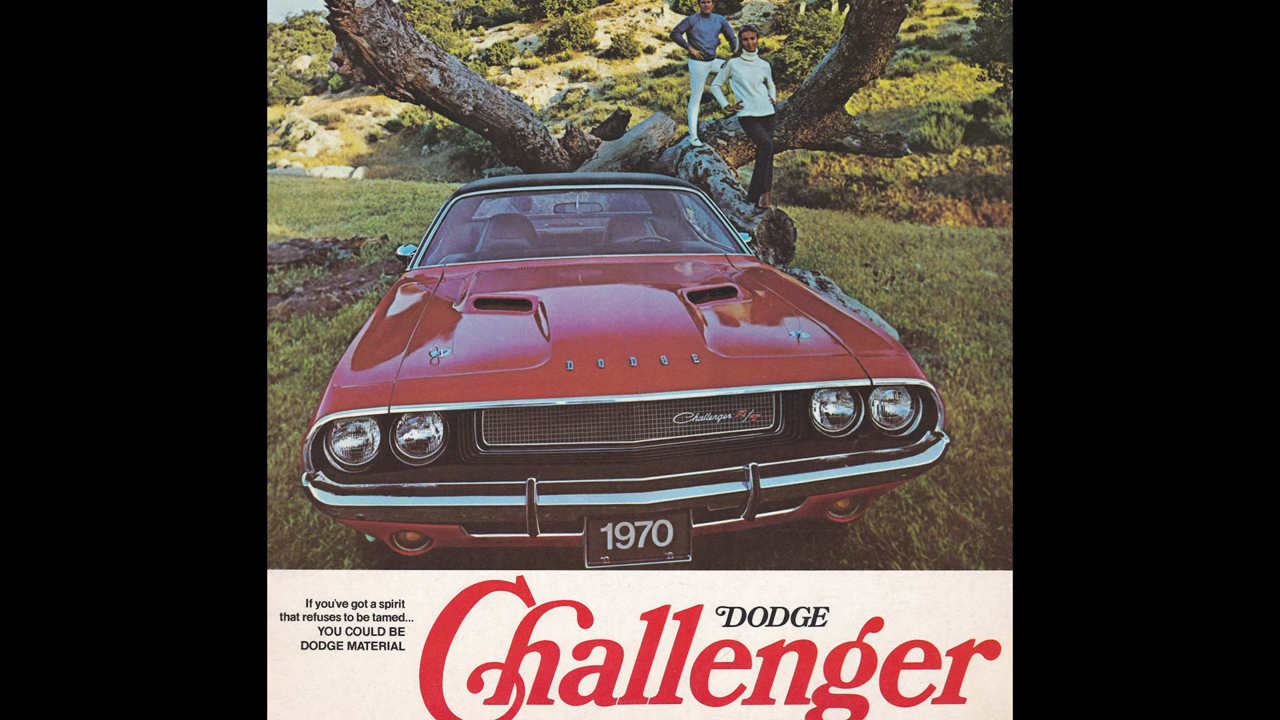 DODGE
Challenger R/T
1970
If you've got a spirit
that refuses to be tamed...
YOU COULD BE
DODGE MATERIAL
DODGE
Challenger